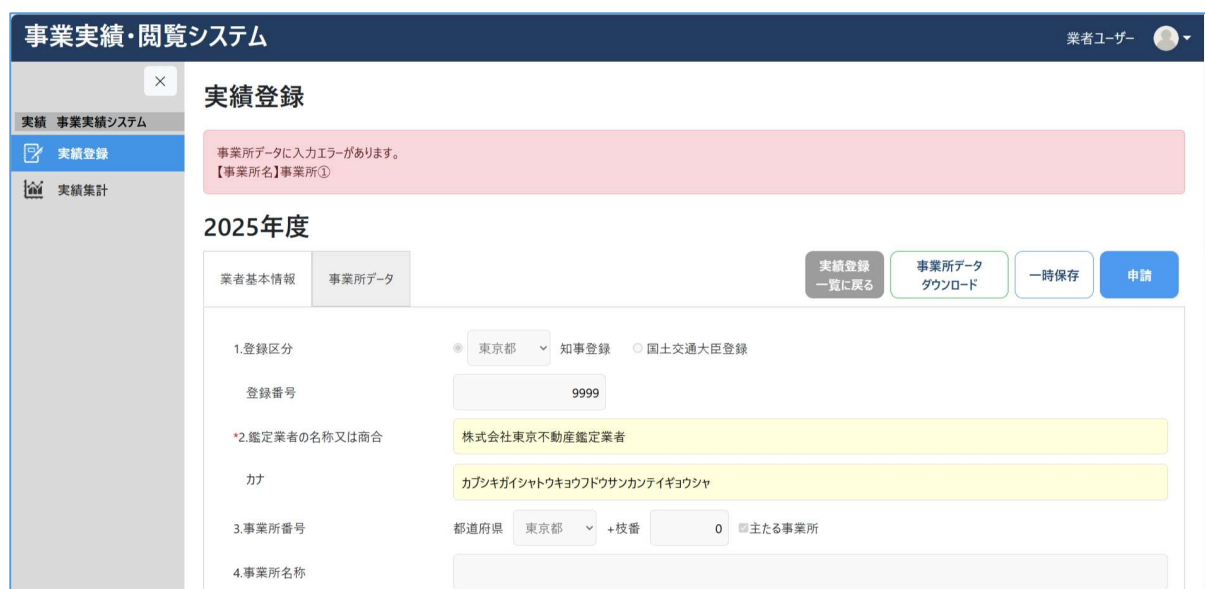 事業実績・閲覧システム
業者ユーザー
×
実績 事業実績システム
実績登録
実績集計
実績登録
事業所データに入力エラーがあります。
【事業所名】事業所①
2025年度
業者基本情報
事業所データ
実績登録
一覧に戻る
事業所データ
ダウンロード
一時保存
申請
1.登録区分 東京都 知事登録 国土交通大臣登録
登録番号 9999
*2.鑑定業者の名称又は商合 株式会社東京不動産鑑定業者
カナ カブシキガイシャトウキョウフドウサンカンテイギョウシャ
3.事業所番号 都道府県 東京都 +枝番 0 主たる事業所
4.事業所名称